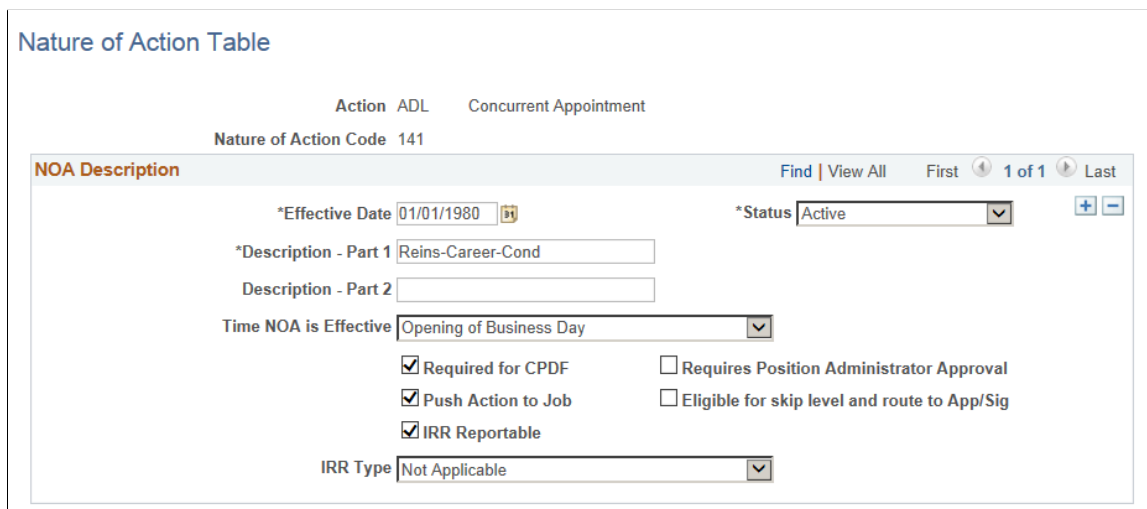 Nature of Action Table
Action ADL Concurrent Appointment
Nature of Action Code 141
NOA Description Find | View All First 1 of 1 Last
*Effective Date 01/01/1980 31 *Status Active
*Description - Part 1 Reins-Career-Cond
Description - Part 2
Time NOA is Effective Opening of Business Day
Required for CPDF Requires Position Administrator Approval
Push Action to Job Eligible for skip level and route to App/Sig
IRR Reportable
IRR Type Not Applicable